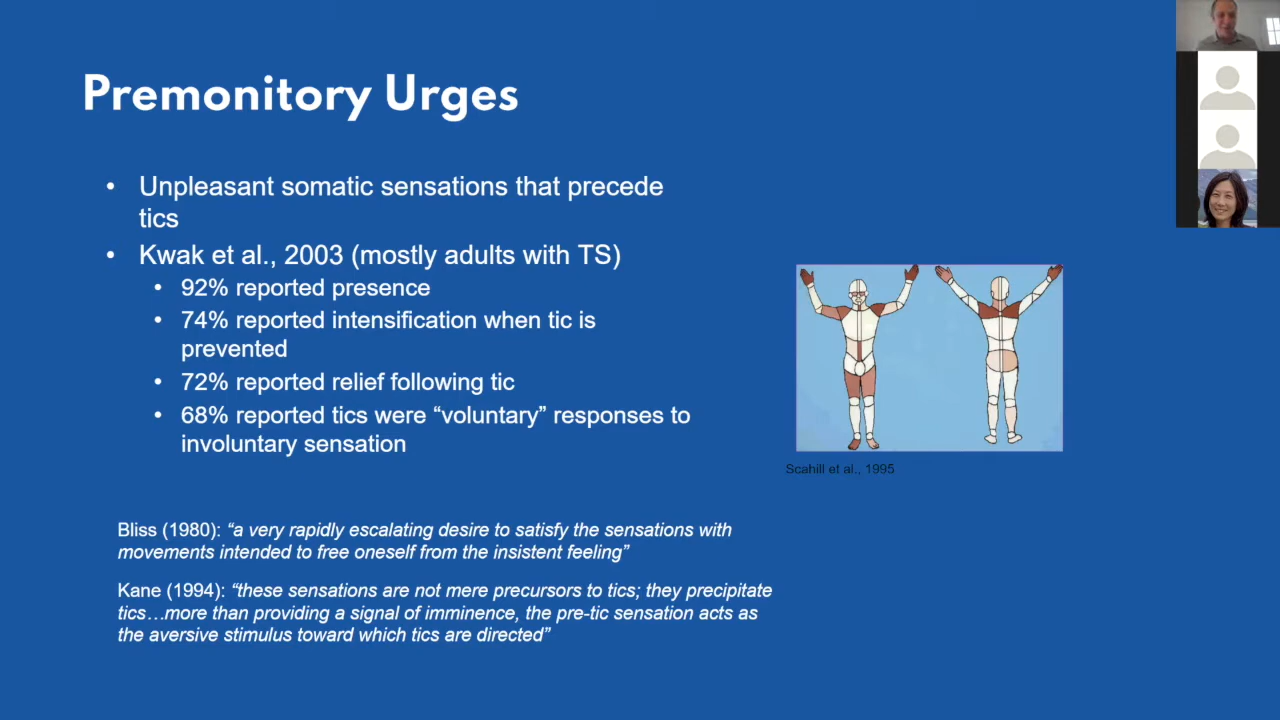 Premonitory Urges
• Unpleasant somatic sensations that precede
tics
• Kwak et al., 2003 (mostly adults with TS)
• 92% reported presence
• 74% reported intensification when tic is
prevented
• 72% reported relief following tic
• 68% reported tics were “voluntary” responses to
involuntary sensation
Scahill et al., 1995
Bliss (1980): “a very rapidly escalating desire to satisfy the sensations with
movements intended to free oneself from the insistent feeling”
Kane (1994): “these sensations are not mere precursors to tics; they precipitate
tics…more than providing a signal of imminence, the pre-tic sensation acts as
the aversive stimulus toward which tics are directed”